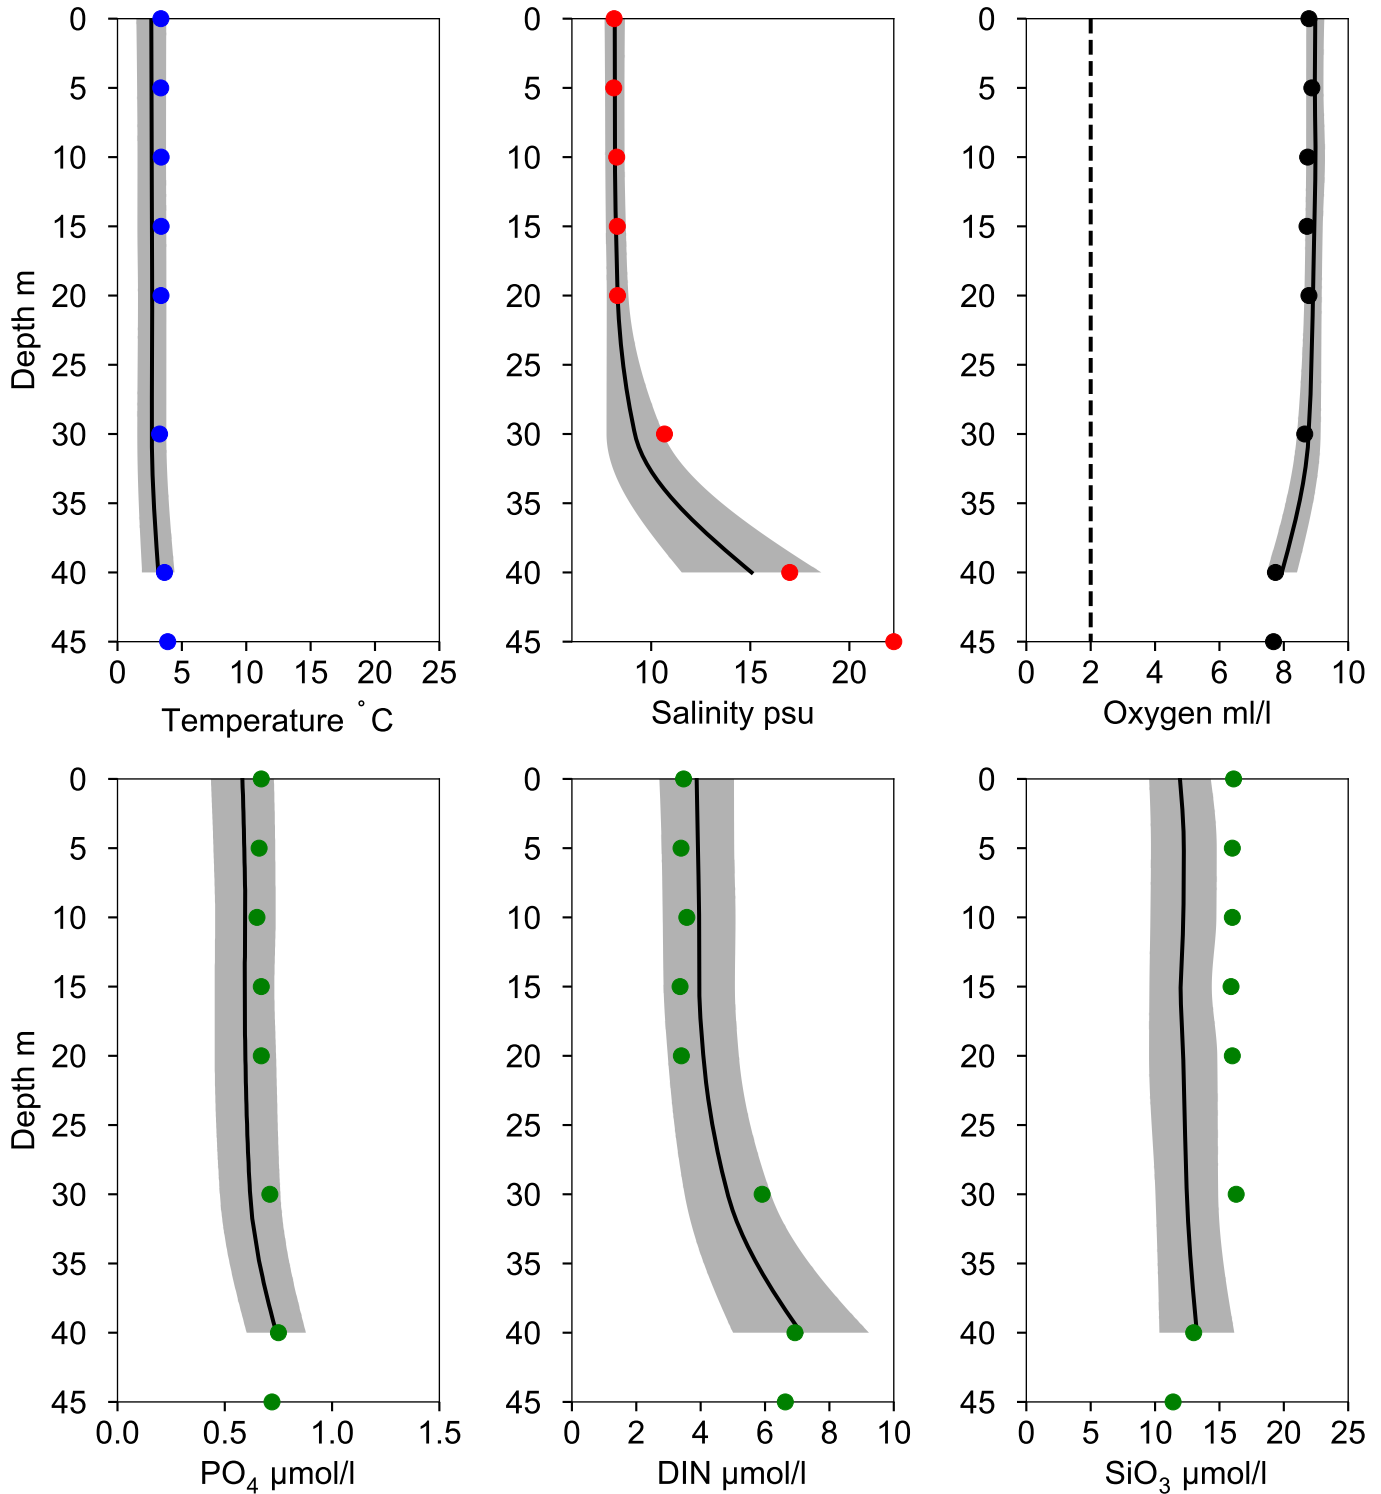 0 5 10 15 20 25 30 35 40 45
Depth m
0 5 10 15 20 25
Temperature °C
0 5 10 15 20 25 30 35 40 45
10 15 20
Salinity psu
0 5 10 15 20 25 30 35 40 45
0 2 4 6 8 10
Oxygen ml/l
0 5 10 15 20 25 30 35 40 45
Depth m
0.0 0.5 1.0 1.5
PO4 µmol/l
0 5 10 15 20 25 30 35 40 45
0 2 4 6 8 10
DIN µmol/l
0 5 10 15 20 25 30 35 40 45
0 5 10 15 20 25
SiO3 µmol/l